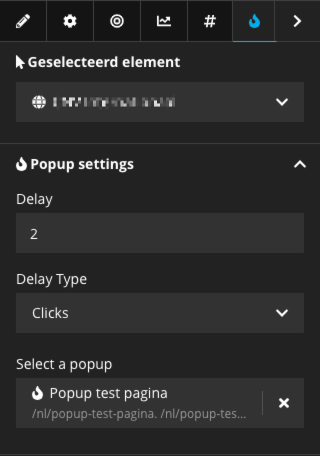 #
Geselecteerd element
Popup settings
Delay
2
Delay Type
Clicks
Select a popup
Popup test pagina
/nl/popup-test-pagina. /nl/popup-tes...